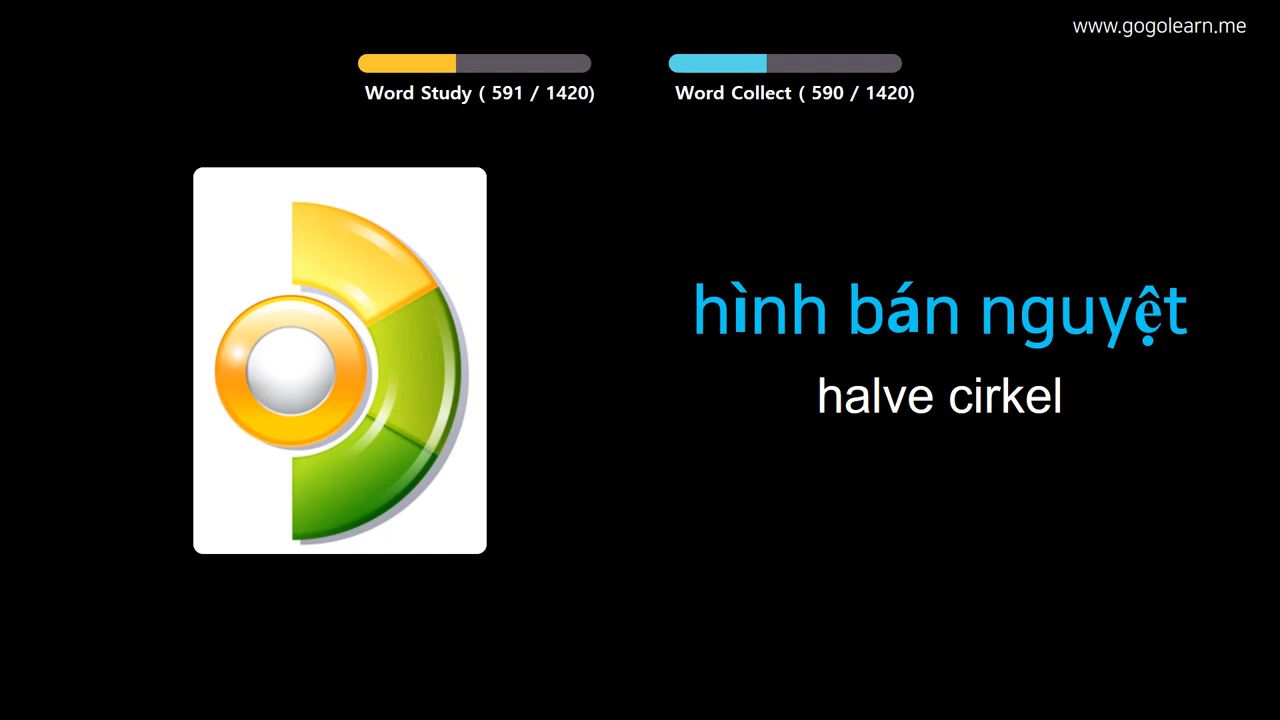 www.gogolearn.me
Word Study ( 591 / 1420)
Word Collect ( 590 / 1420)
hình bán nguyệt
halve cirkel